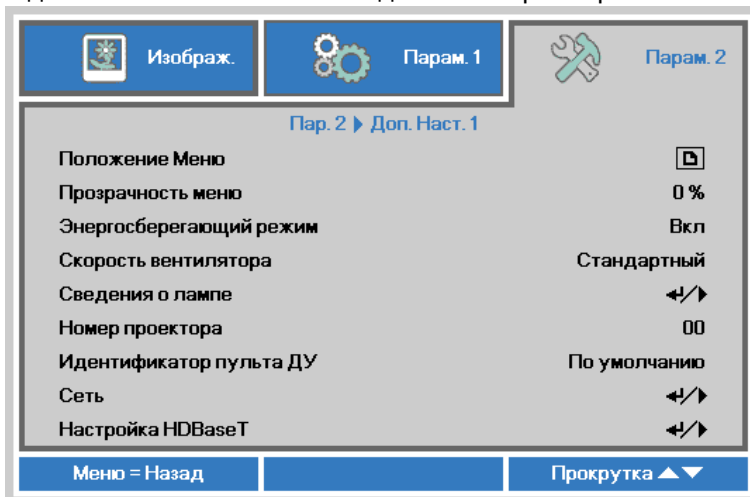 Изображ.
Парам. 1
Парам. 2
Пар. 2 ▶ Доп. Наст. 1
Положение Меню
Прозрачность меню 0 %
Энергосберегающий режим Вкл
Скорость вентилятора Стандартный
Сведения о лампе
Номер проектора 00
Идентификатор пульта ДУ По умолчанию
Сеть
Настройка HDBaseT
Меню = Назад
Прокрутка ▲▼